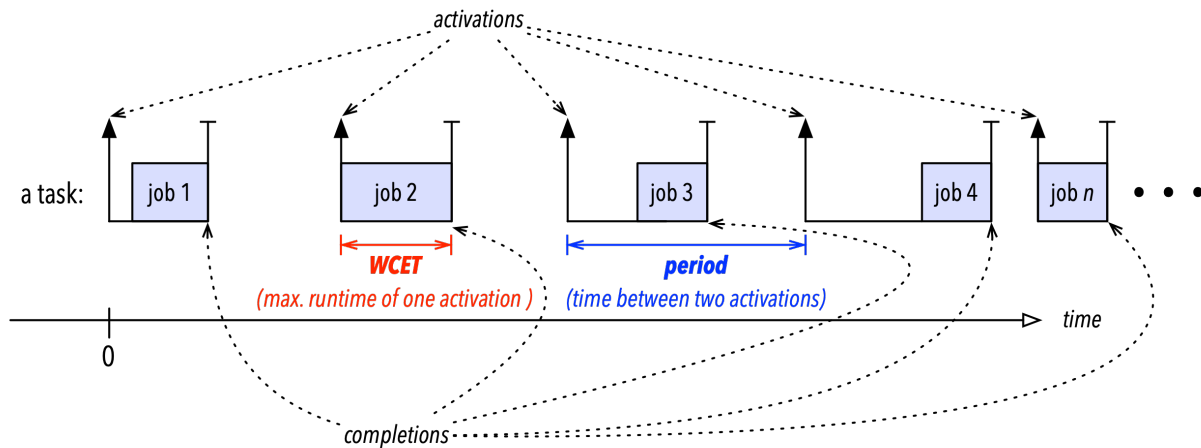 activations
a task:
job 1
job 2
job 3
job 4
job n
• • •
WCET
(max. runtime of one activation )
period
(time between two activations)
time
0
completions